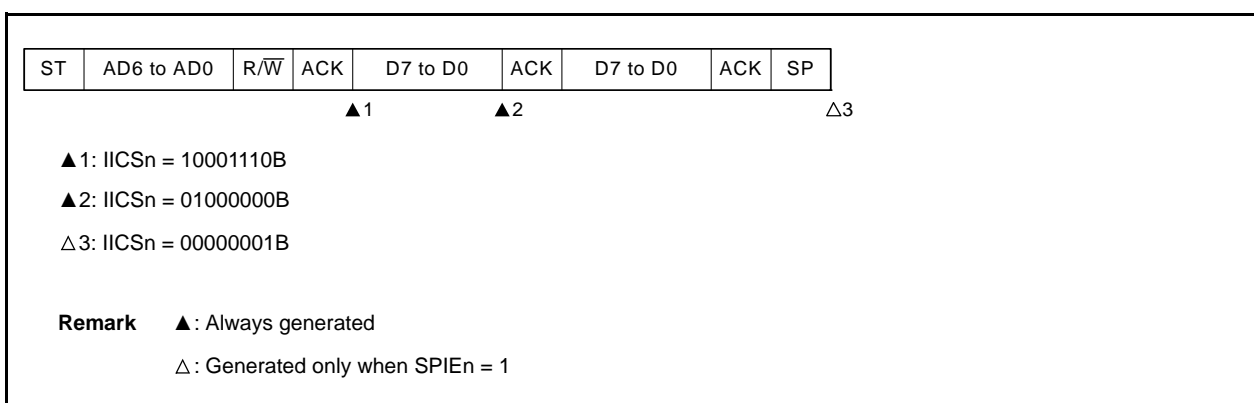 ST AD6 to AD0 R/W̅ ACK D7 to D0 ACK D7 to D0 ACK SP
▲1 ▲2 △3
▲1: IICSn = 10001110B
▲2: IICSn = 01000000B
△3: IICSn = 00000001B
Remark ▲: Always generated
△: Generated only when SPIEn = 1